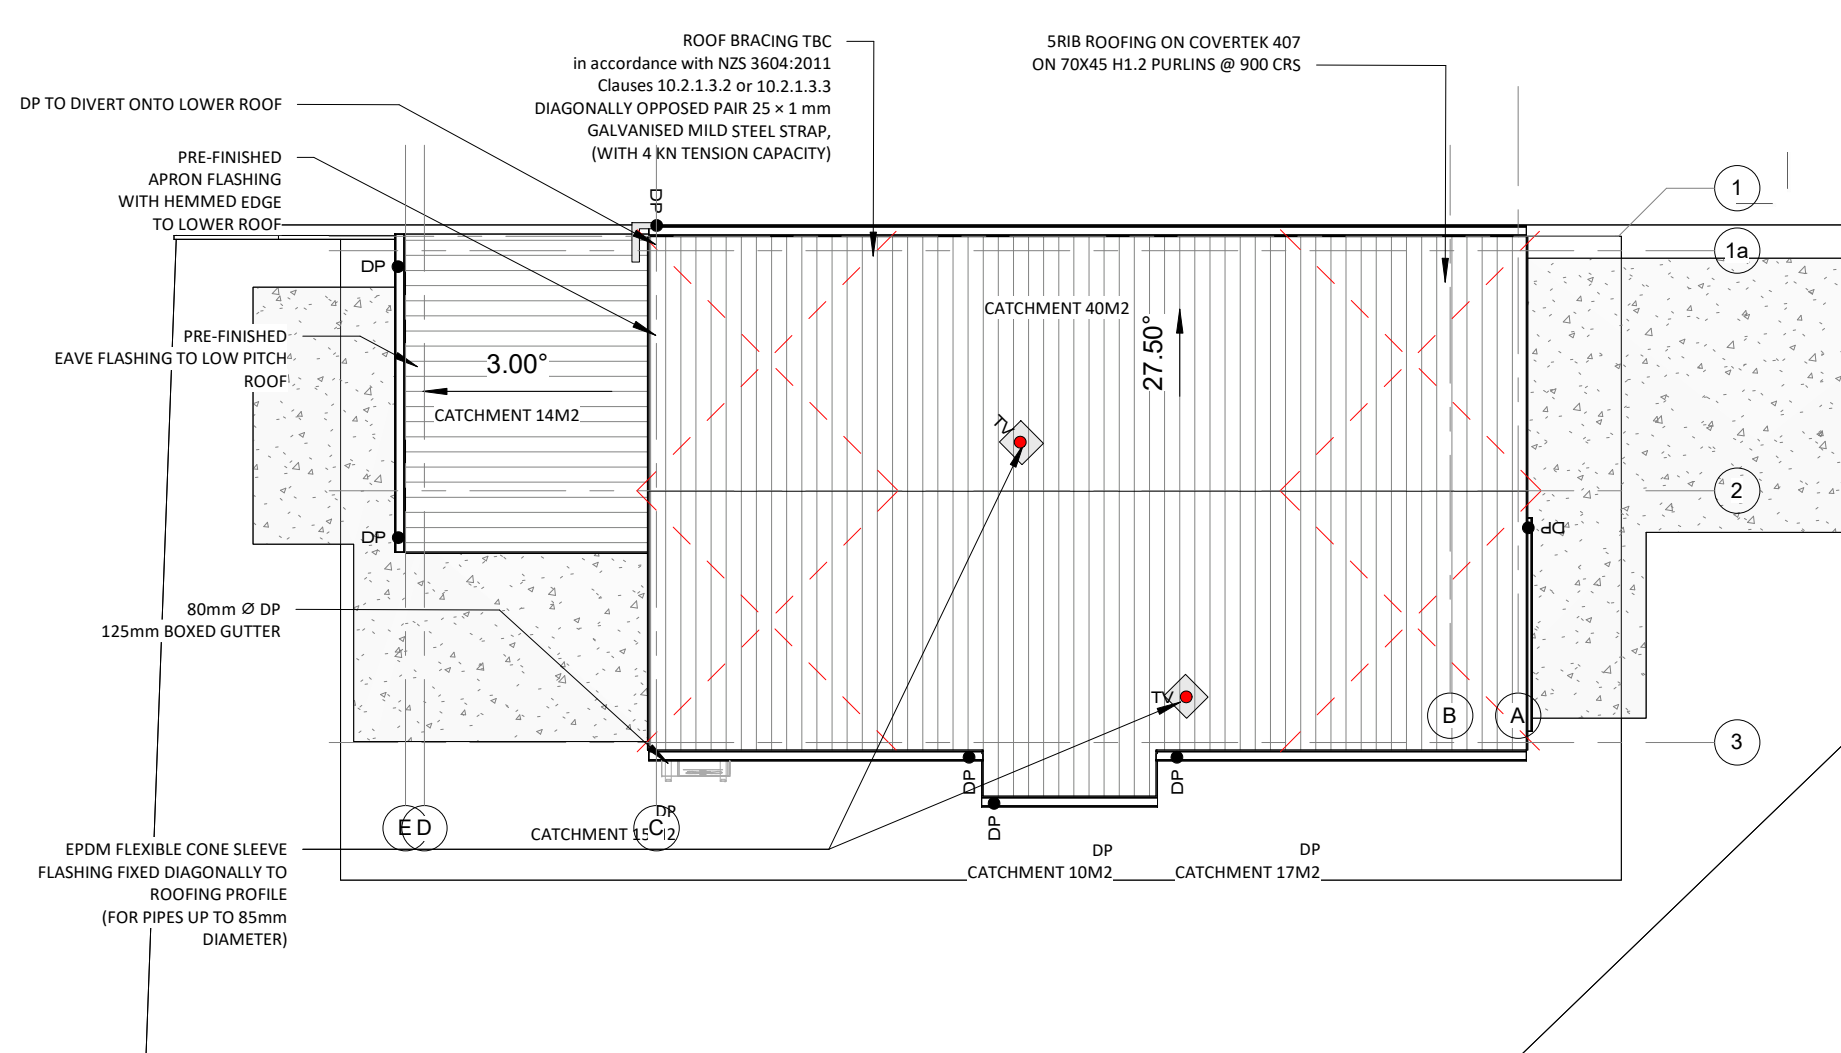 ROOF BRACING TBC
in accordance with NZS 3604:2011
Clauses 10.2.1.3.2 or 10.2.1.3.3
DIAGONALLY OPPOSED PAIR 25 × 1 mm
GALVANISED MILD STEEL STRAP,
(WITH 4 KN TENSION CAPACITY)
5RIB ROOFING ON COVERTEK 407
ON 70X45 H1.2 PURLINS @ 900 CRS
DP TO DIVERT ONTO LOWER ROOF
PRE-FINISHED
APRON FLASHING
WITH HEMMED EDGE
TO LOWER ROOF
DP
1
1a
DP
CATCHMENT 40M2
27.50°
PRE-FINISHED
EAVE FLASHING TO LOW PITCH
ROOF
3.00°
CATCHMENT 14M2
TV
2
DP
DP
80mm Ø DP
125mm BOXED GUTTER
TV
B
A
3
DP
DP
DP
E
D
C
DP
CATCHMENT 15M2
EPDM FLEXIBLE CONE SLEEVE
FLASHING FIXED DIAGONALLY TO
ROOFING PROFILE
(FOR PIPES UP TO 85mm
DIAMETER)
DP
CATCHMENT 10M2
DP
CATCHMENT 17M2